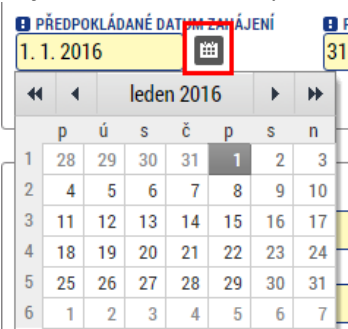 PŘEDPOKLÁDANÉ DATUM ZAHÁJENÍ
1. 1. 2016
31
leden 2016
p ú s č p s n
1 28 29 30 31 1 2 3
2 4 5 6 7 8 9 10
3 11 12 13 14 15 16 17
4 18 19 20 21 22 23 24
5 25 26 27 28 29 30 31
6 1 2 3 4 5 6 7